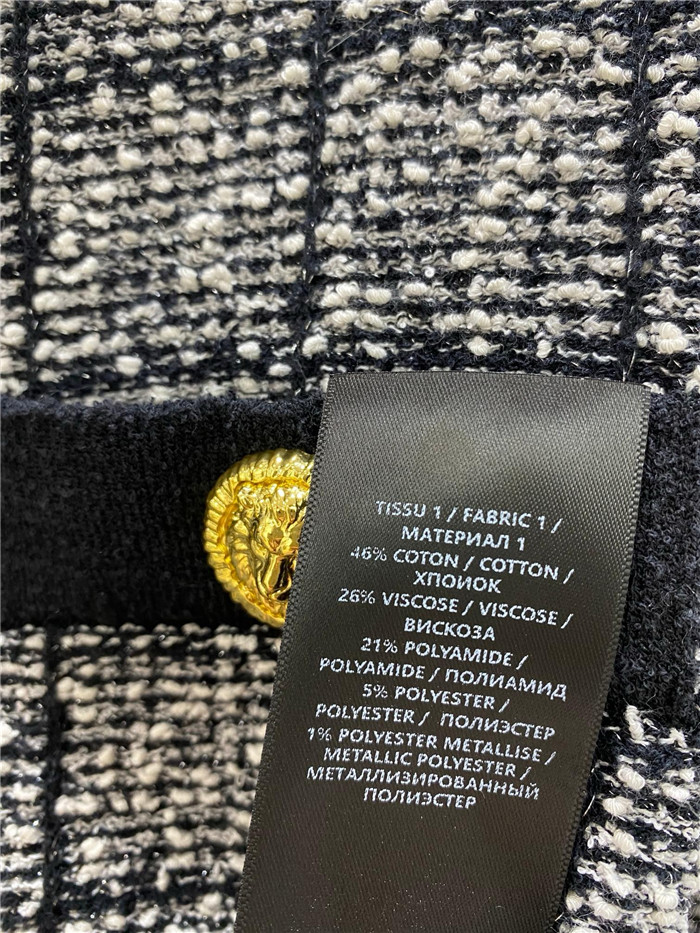 TISSU 1 / FABRIC 1 /
МАТЕРИАЛ 1
46% COTON / COTTON /
ХПОИОК
26% VISCOSE / VISCOSE /
ВИСКОЗА
21% POLYAMIDE /
POLYAMIDE / ПОЛИАМИД
5% POLYESTER /
POLYESTER / ПОЛИЭСТЕР
1% POLYESTER METALLISE /
METALLIC POLYESTER /
МЕТАЛЛИЗИРОВАННЫЙ
ПОЛИЭСТЕР